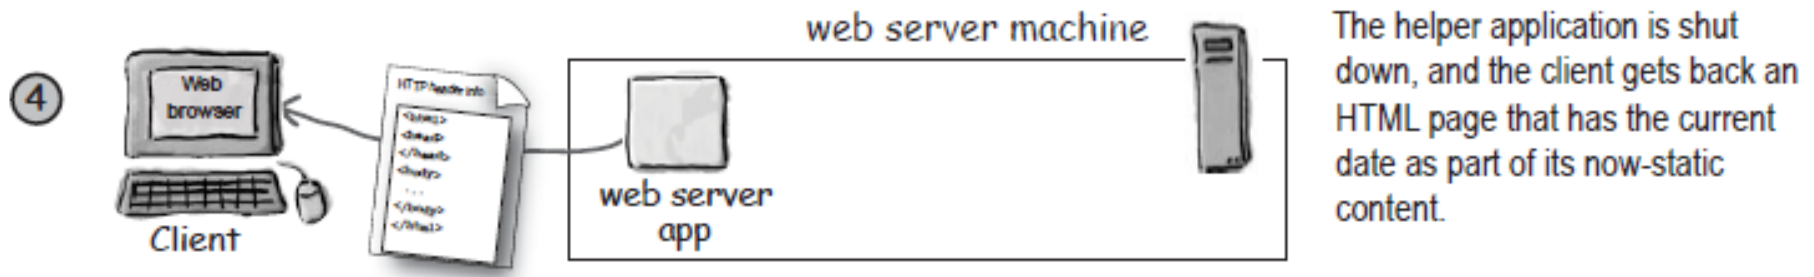 web server machine
4
Web
browser
Client
HTTP header info
<html>
<head>
</head>
<body>
...
</body>
</html>
web server
app
The helper application is shut
down, and the client gets back an
HTML page that has the current
date as part of its now-static
content.